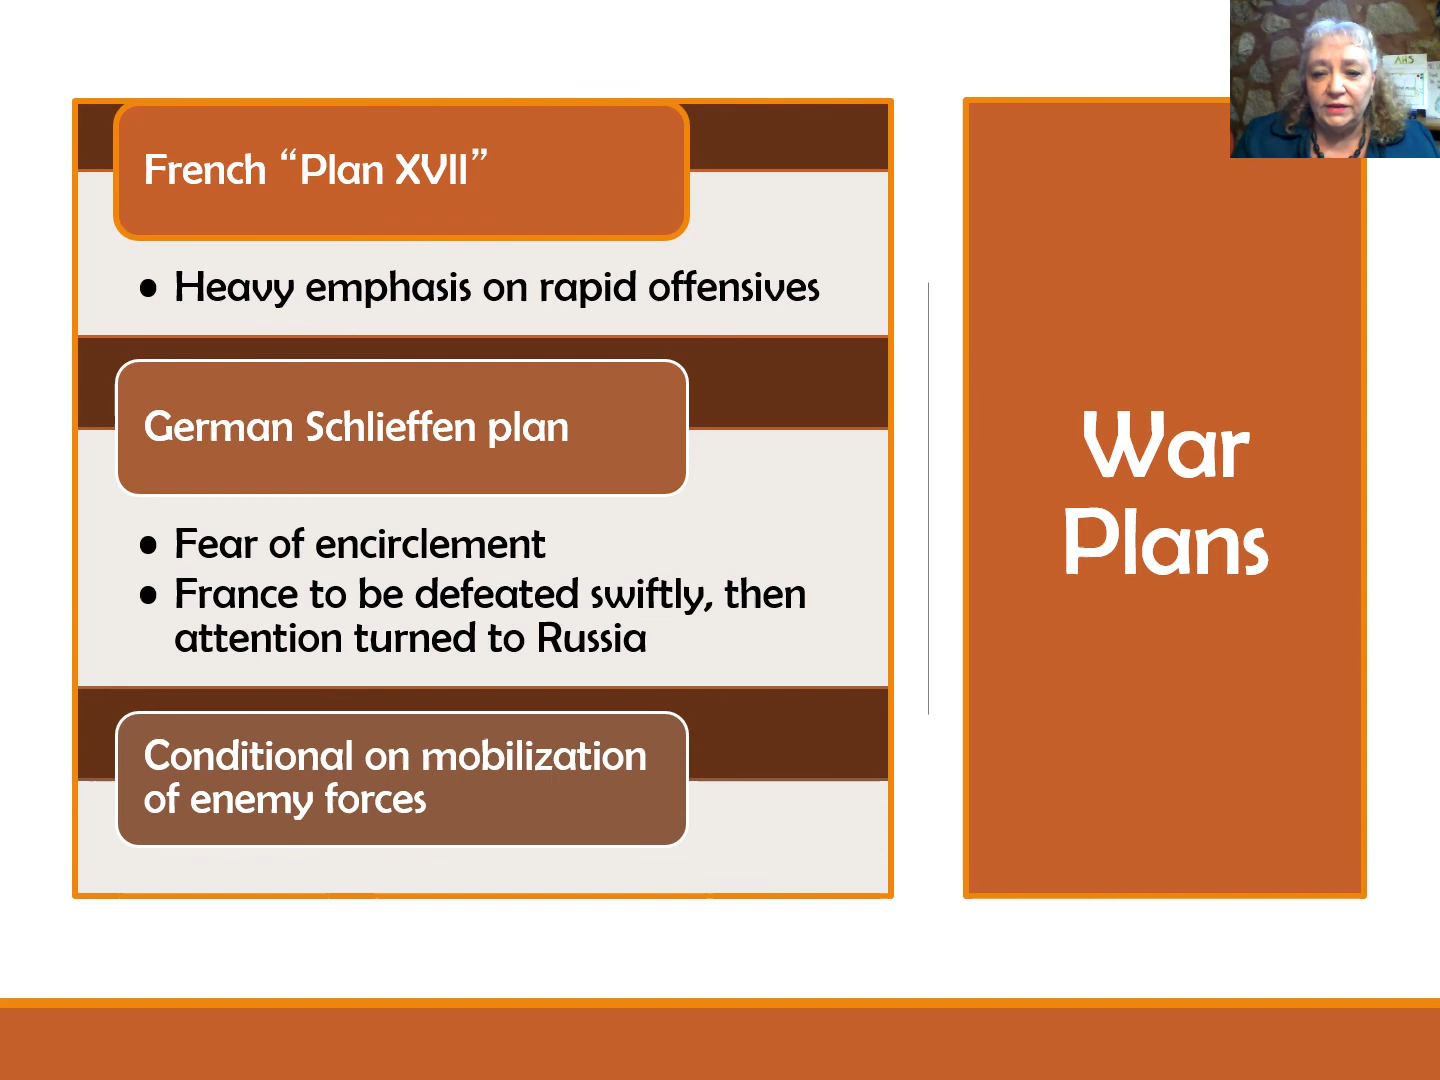 French “Plan XVII”
• Heavy emphasis on rapid offensives
German Schlieffen plan
• Fear of encirclement
• France to be defeated swiftly, then
attention turned to Russia
Conditional on mobilization
of enemy forces
War
Plans
AHS